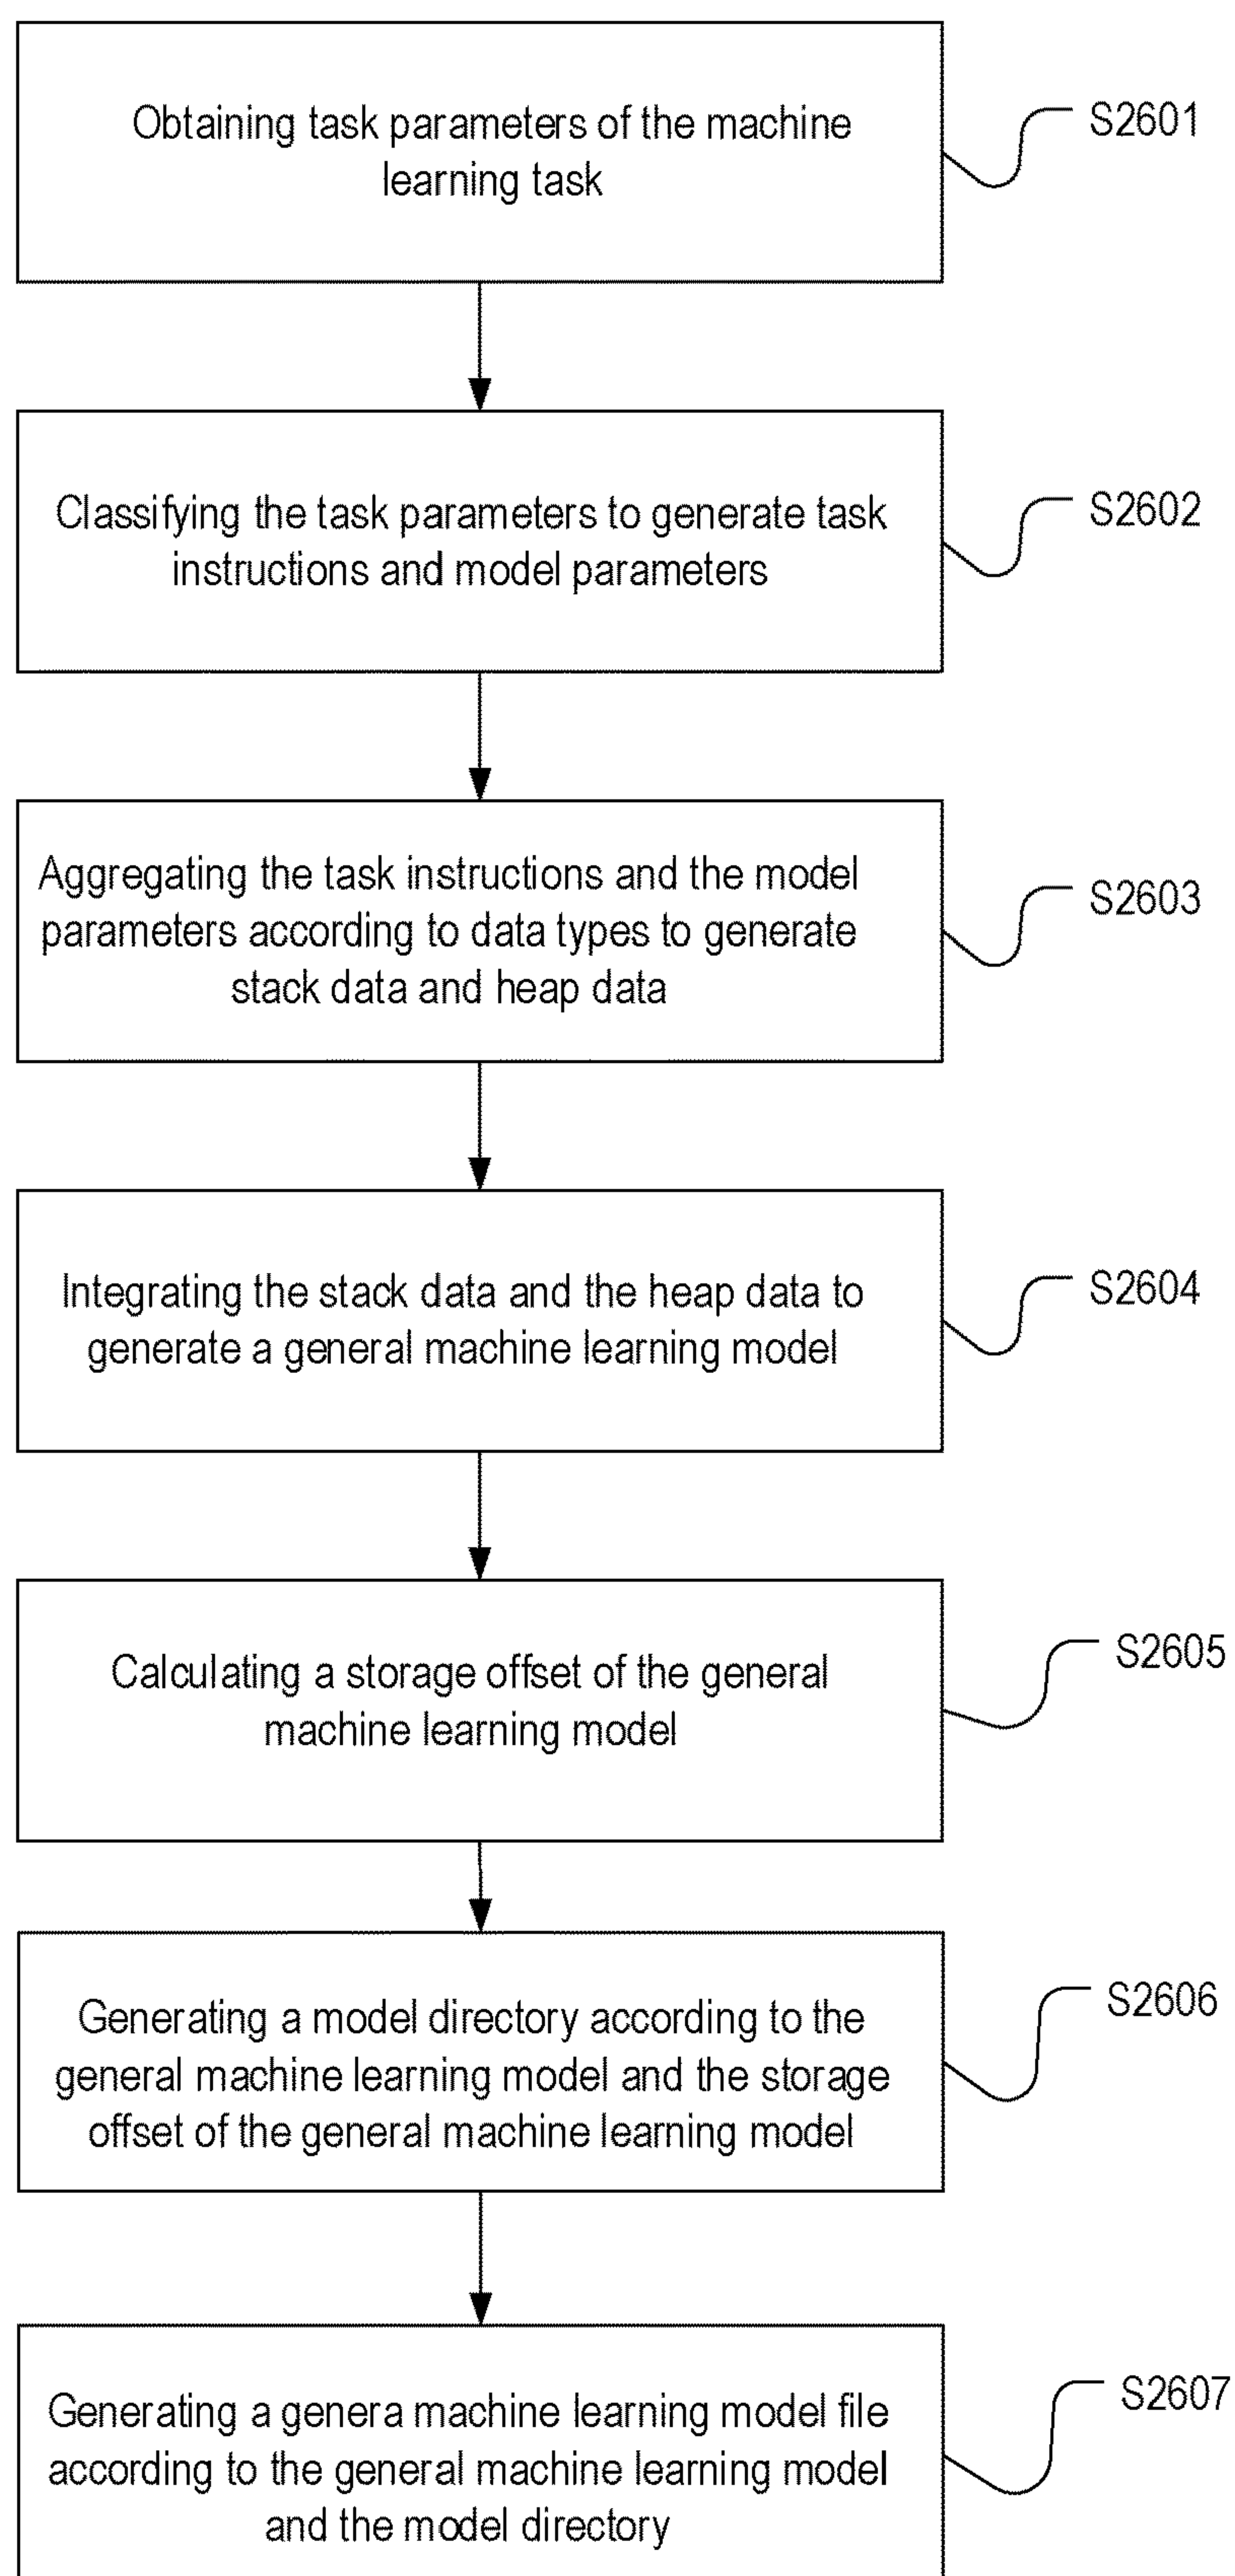 Obtaining task parameters of the machine
learning task
S2601
Classifying the task parameters to generate task
instructions and model parameters
S2602
Aggregating the task instructions and the model
parameters according to data types to generate
stack data and heap data
S2603
Integrating the stack data and the heap data to
generate a general machine learning model
S2604
Calculating a storage offset of the general
machine learning model
S2605
Generating a model directory according to the
general machine learning model and the storage
offset of the general machine learning model
S2606
Generating a genera machine learning model file
according to the general machine learning model
and the model directory
S2607